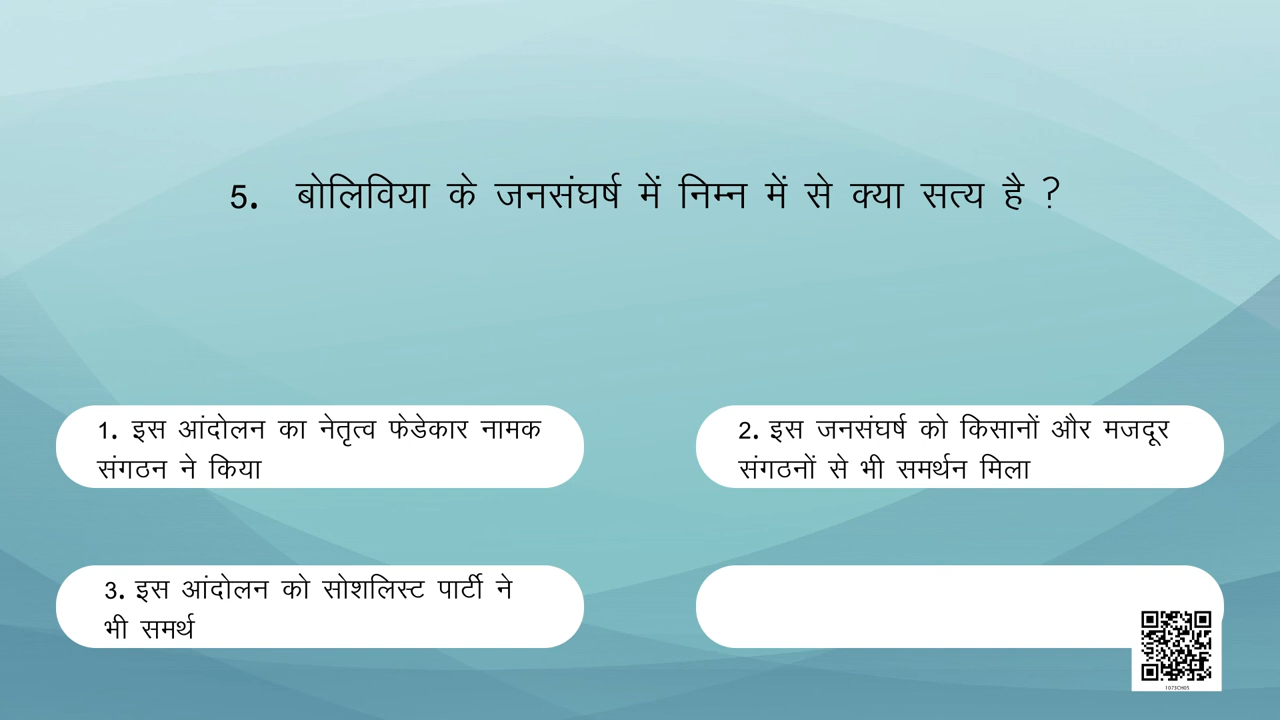 5. बोलिविया के जनसंघर्ष में निम्न में से क्या सत्य है ?
1. इस आंदोलन का नेतृत्व फेडेकार नामक
संगठन ने किया
2. इस जनसंघर्ष को किसानों और मजदूर
संगठनों से भी समर्थन मिला
3. इस आंदोलन को सोशलिस्ट पार्टी ने
भी समर्थ
1073CH05